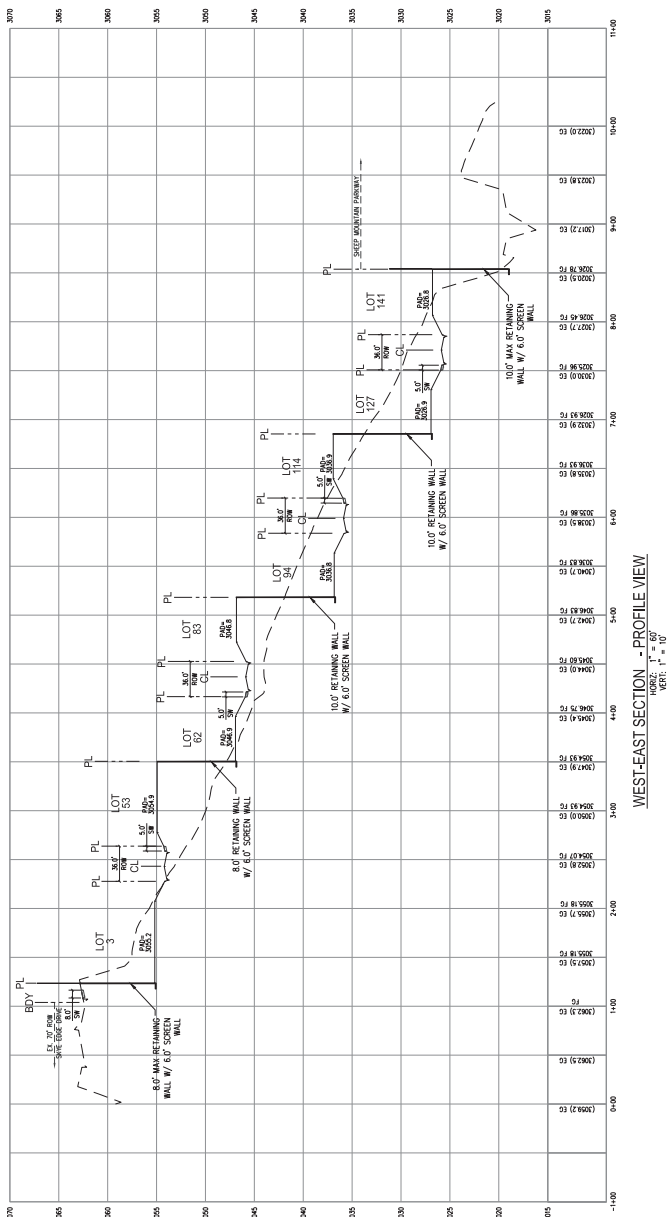 3070
3065
3060
3055
3050
3045
3040
3035
3030
3025
3020
3015
3070
3065
3060
3055
3050
3045
3040
3035
3030
3025
3020
3015
EX. 70' ROW
SKYE EDGE DRIVE
BDY
PL
8.0'
SW
8.0' MAX RETAINING
WALL W/ 6.0' SCREEN
WALL
LOT
3
PAD=
3055.2
PL
36.0'
ROW
CL
PL
5.0'
SW
LOT
53
PAD=
3054.9
PL
8.0' RETAINING WALL
W/ 6.0' SCREEN WALL
LOT
62
PAD=
3046.9
5.0'
SW
PL
36.0'
ROW
CL
PL
LOT
83
PAD=
3046.8
PL
10.0' RETAINING WALL
W/ 6.0' SCREEN WALL
LOT
94
PAD=
3036.8
PL
36.0'
ROW
CL
PL
5.0'
SW
LOT
114
PAD=
3036.9
PL
10.0' RETAINING WALL
W/ 6.0' SCREEN WALL
LOT
127
PAD=
3026.9
5.0'
SW
PL
36.0'
ROW
CL
PL
LOT
141
PAD=
3026.8
PL
10.0' MAX RETAINING
WALL W/ 6.0' SCREEN
WALL
SHEEP MOUNTAIN PARKWAY
(3059.2) EG
(3062.5) EG
FG
(3062.3) EG
3055.18 FG
(3057.5) EG
3055.18 FG
(3055.7) EG
3054.07 FG
(3052.8) EG
3054.93 FG
(3050.0) EG
3054.93 FG
(3047.9) EG
3046.75 FG
(3045.4) EG
3045.60 FG
(3044.0) EG
3046.83 FG
(3042.7) EG
3036.83 FG
(3040.7) EG
3035.86 FG
(3038.5) EG
3036.93 FG
(3035.8) EG
3026.93 FG
(3032.9) EG
3025.96 FG
(3030.0) EG
3026.45 FG
(3027.7) EG
3026.78 FG
(3020.5) EG
(3017.2) EG
(3023.8) EG
(3022.0) EG
-1+00
0+00
1+00
2+00
3+00
4+00
5+00
6+00
7+00
8+00
9+00
10+00
11+00
WEST-EAST SECTION - PROFILE VIEW
HORIZ: 1" = 60'
VERT: 1" = 10'